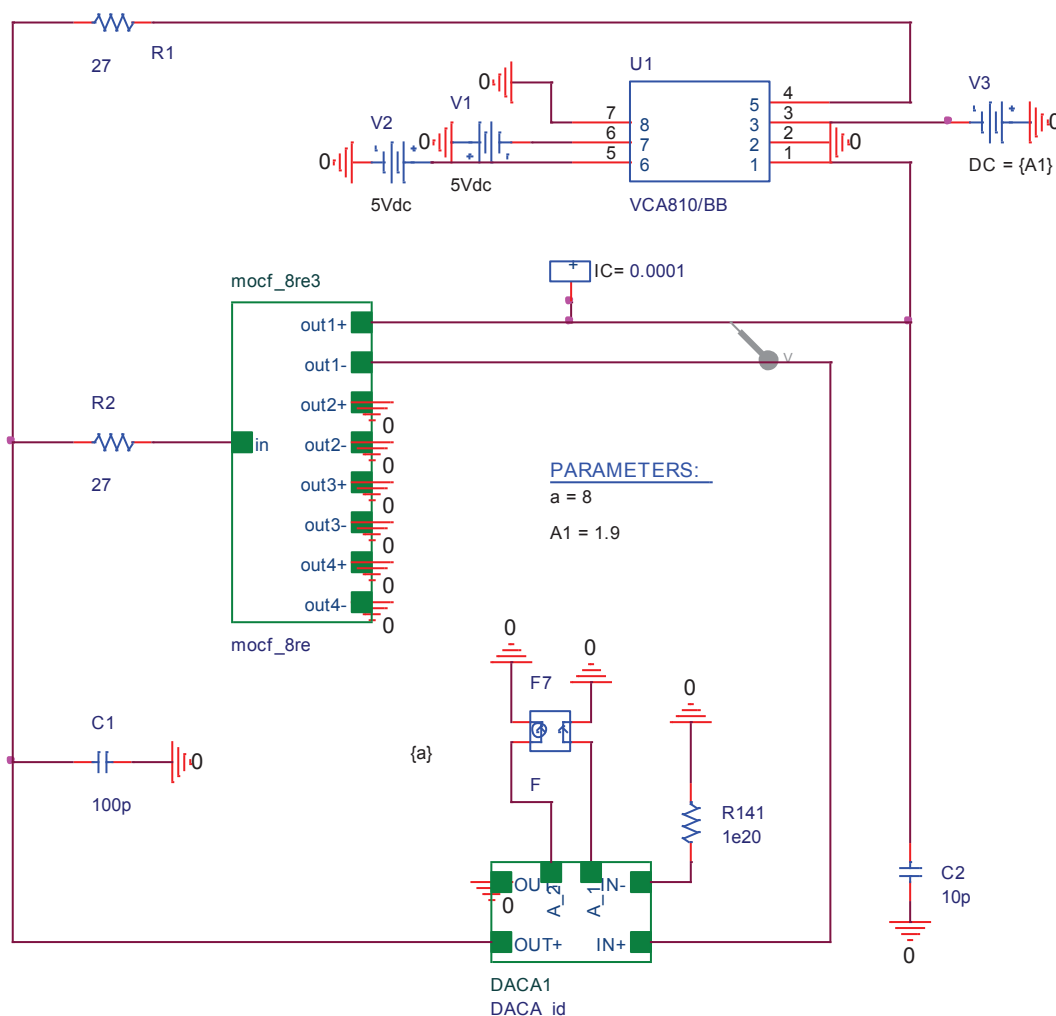 R1
27
U1
0
7
6
5
8
7
6
5
3
2
1
4
3
2
1
V1
V2
0
0
5Vdc
5Vdc
VCA810/BB
V3
0
0
DC = {A1}
IC= 0.0001
V
mocf_8re3
out1+
out1-
out2+
0
out2-
0
out3+
0
out3-
0
out4+
0
out4-
0
in
mocf_8re
R2
27
PARAMETERS:
a = 8
A1 = 1.9
C1
0
100p
{a}
0
0
F7
F
0
R141
1e20
OU
0
A_2
A_1
IN-
OUT+
IN+
DACA1
DACA_id
C2
10p
0